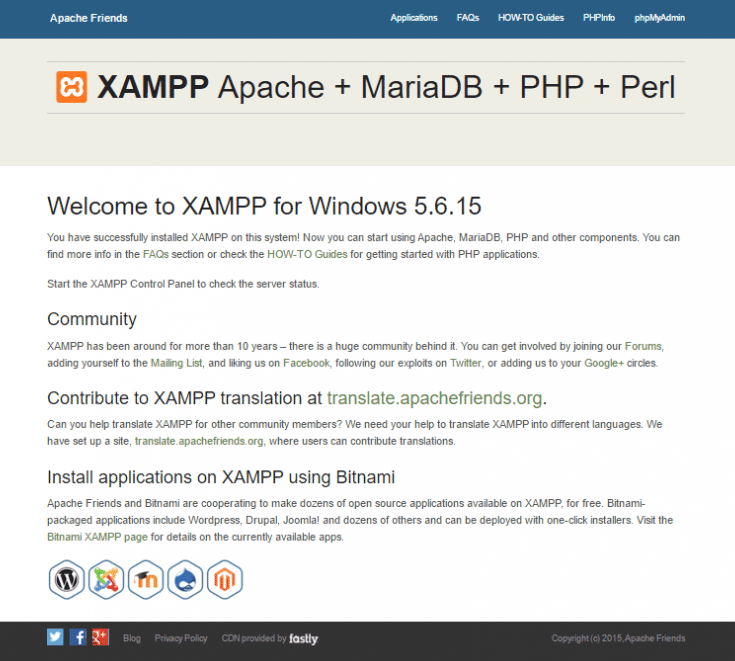 Apache Friends Applications FAQs HOW-TO Guides PHPInfo phpMyAdmin
XAMPP Apache + MariaDB + PHP + Perl
Welcome to XAMPP for Windows 5.6.15
You have successfully installed XAMPP on this system! Now you can start using Apache, MariaDB, PHP and other components. You can
find more info in the FAQs section or check the HOW-TO Guides for getting started with PHP applications.
Start the XAMPP Control Panel to check the server status.
Community
XAMPP has been around for more than 10 years – there is a huge community behind it. You can get involved by joining our Forums,
adding yourself to the Mailing List, and liking us on Facebook, following our exploits on Twitter, or adding us to your Google+ circles.
Contribute to XAMPP translation at translate.apachefriends.org.
Can you help translate XAMPP for other community members? We need your help to translate XAMPP into different languages. We
have set up a site, translate.apachefriends.org, where users can contribute translations.
Install applications on XAMPP using Bitnami
Apache Friends and Bitnami are cooperating to make dozens of open source applications available on XAMPP, for free. Bitnami-
packaged applications include Wordpress, Drupal, Joomla! and dozens of others and can be deployed with one-click installers. Visit the
Bitnami XAMPP page for details on the currently available apps.
Blog Privacy Policy CDN provided by fastly Copyright (c) 2015, Apache Friends